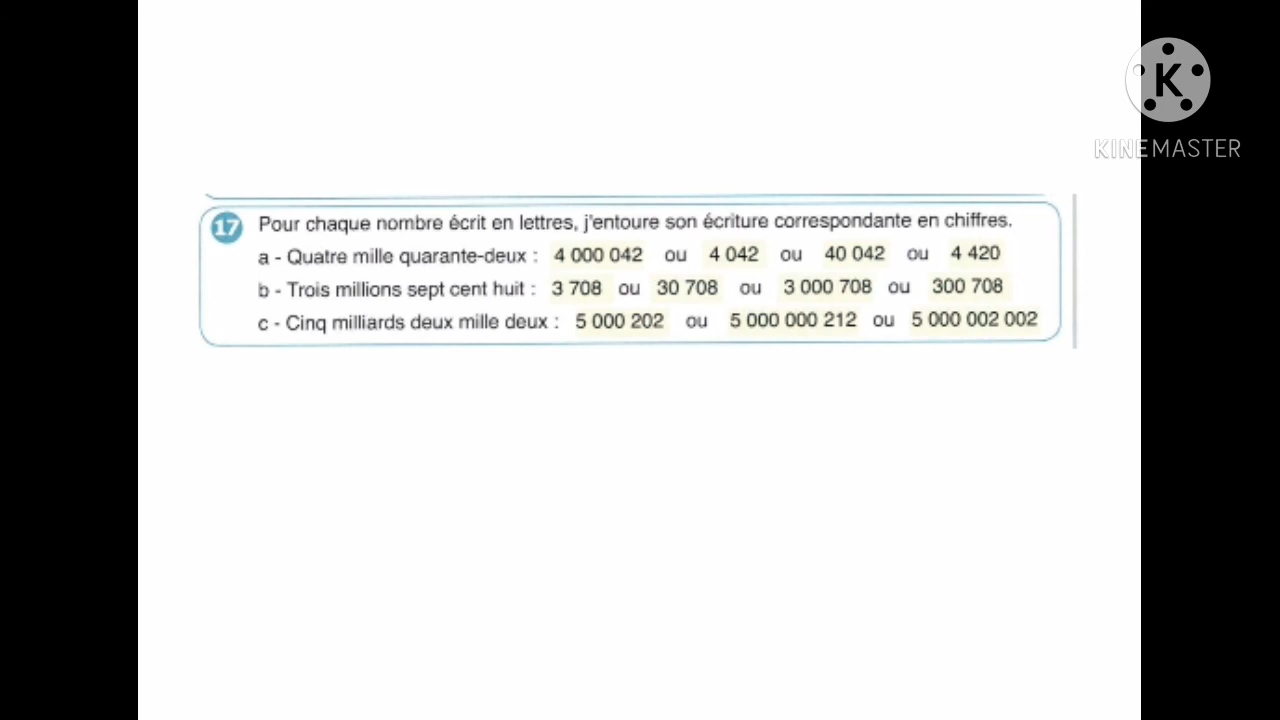 K
KINEMASTER
17 Pour chaque nombre écrit en lettres, j'entoure son écriture correspondante en chiffres.
a - Quatre mille quarante-deux : 4 000 042 ou 4 042 ou 40 042 ou 4 420
b - Trois millions sept cent huit : 3 708 ou 30 708 ou 3 000 708 ou 300 708
c - Cinq milliards deux mille deux : 5 000 202 ou 5 000 000 212 ou 5 000 002 002